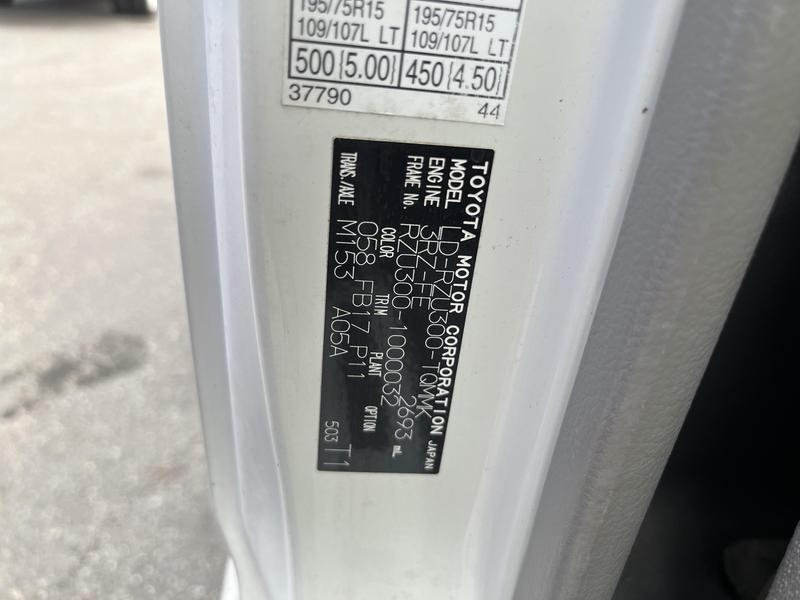 195/75R15 195/75R15
109/107L LT 109/107L LT
500{5.00} 450{4.50}
37790 44
TOYOTA MOTOR CORPORATION JAPAN
MODEL LD-RZU300-TQMMK
ENGINE 3RZ-FE 2693 mL
FRAME No. RZU300-1000032
COLOR TRIM PLANT OPTION
058 FB17 P11
TRANS./AXLE M153 A05A
503 T1